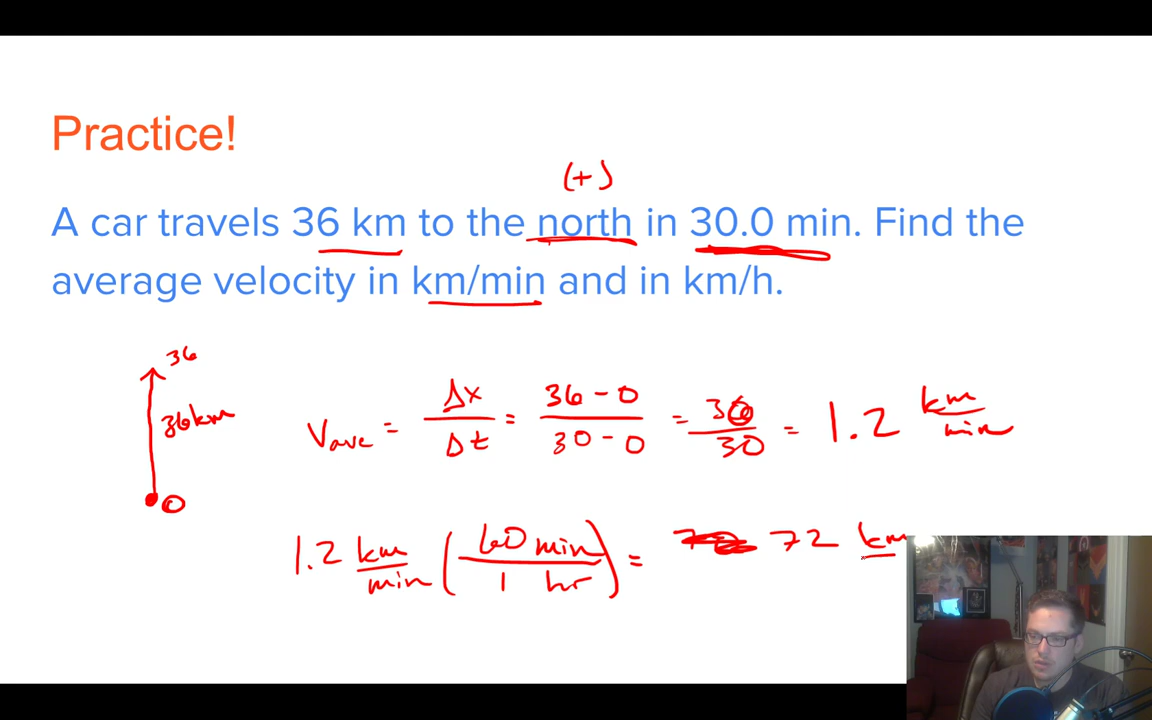 Practice!
(+)
A car travels 36 km to the north in 30.0 min. Find the
average velocity in km/min and in km/h.
36
36km
0
Vave = Δx/Δt = 36-0/30-0 = 36/30 = 1.2 km/min
1.2 km/min (60 min/1 hr) = 72 km